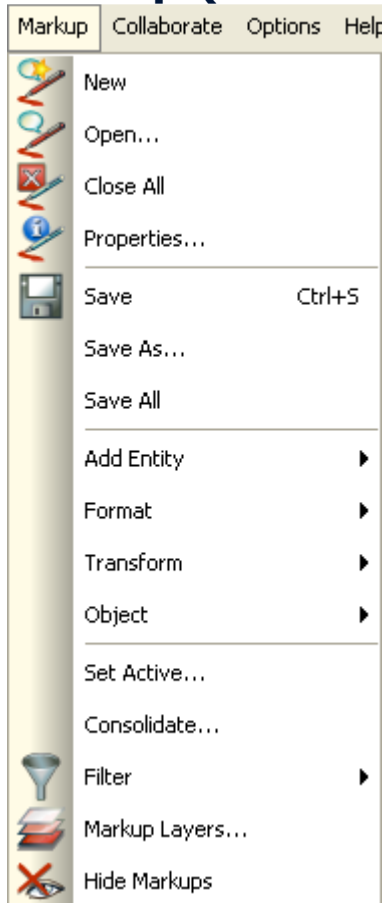 Markup Collaborate Options Help
New
Open...
Close All
Properties...
Save Ctrl+S
Save As...
Save All
Add Entity
Format
Transform
Object
Set Active...
Consolidate...
Filter
Markup Layers...
Hide Markups